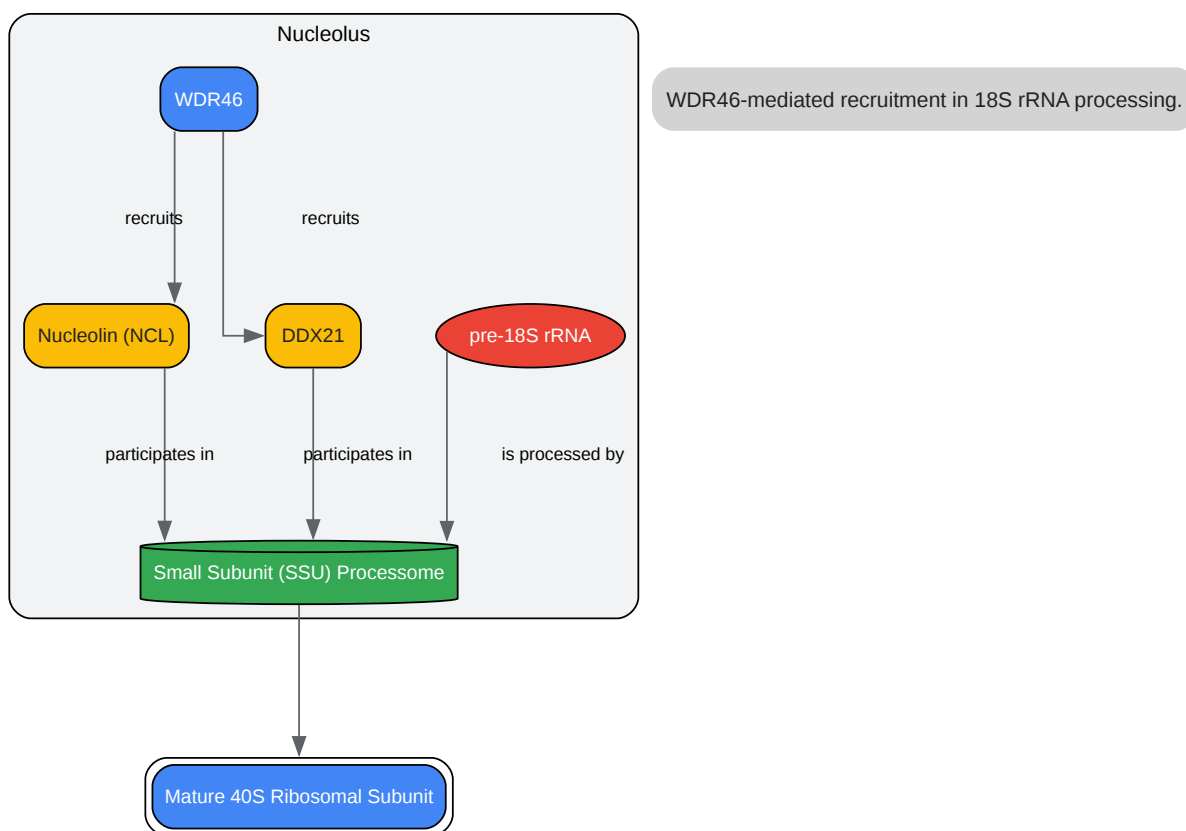 Nucleolus
WDR46
WDR46-mediated recruitment in 18S rRNA processing.
recruits
recruits
Nucleolin (NCL)
DDX21
pre-18S rRNA
participates in
participates in
is processed by
Small Subunit (SSU) Processome
Mature 40S Ribosomal Subunit